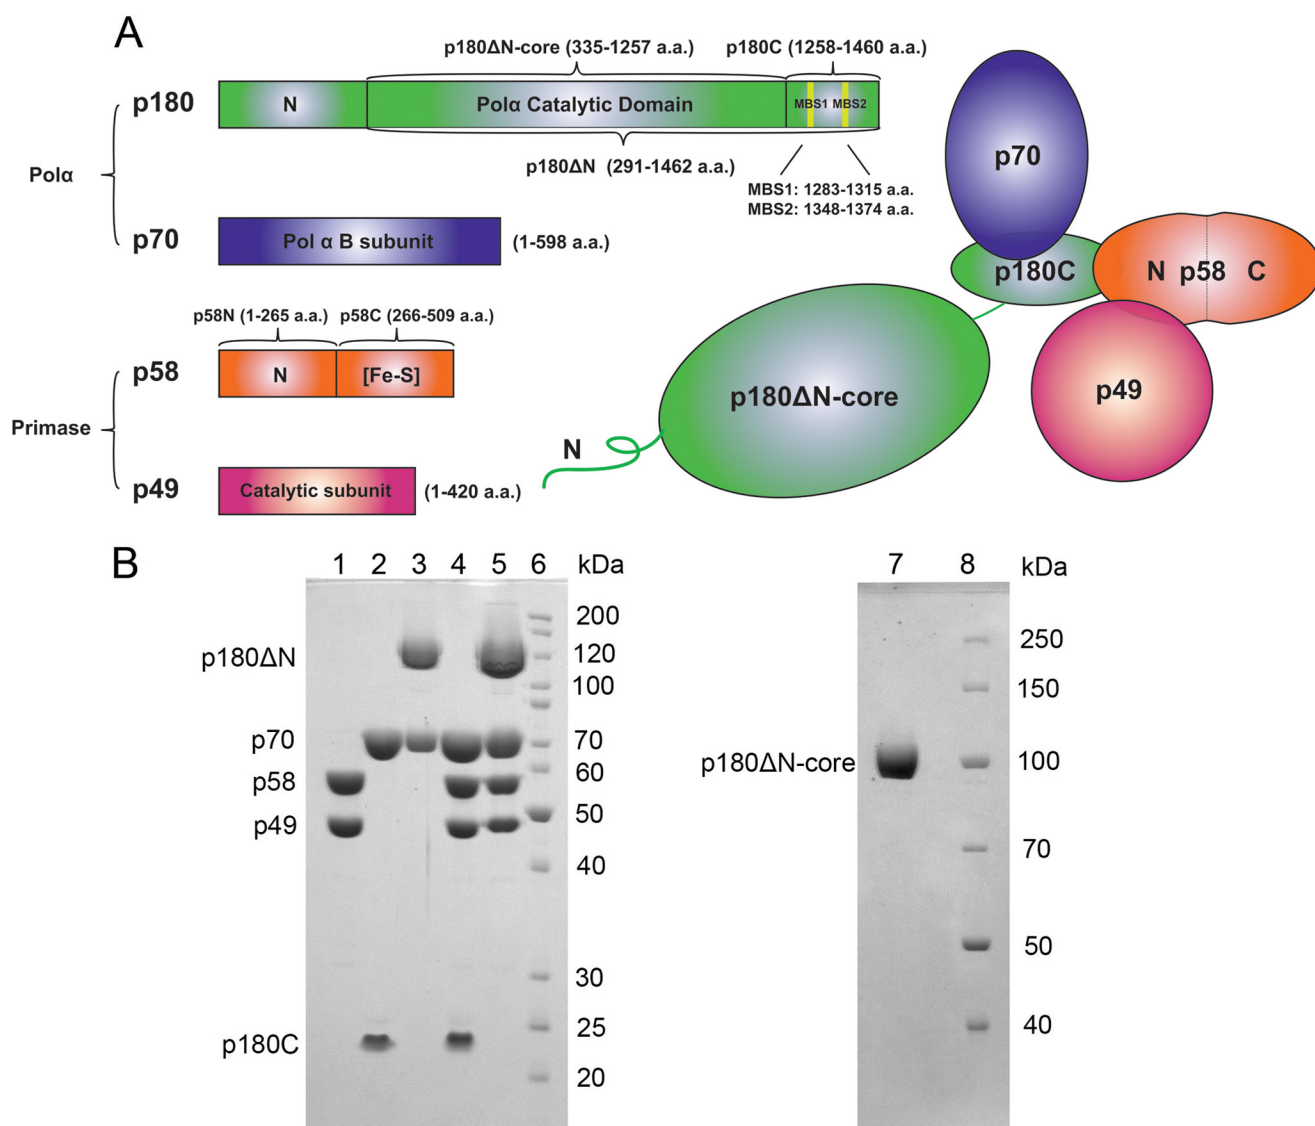 A
p180ΔN-core (335-1257 a.a.)
p180C (1258-1460 a.a.)
p180
N
Polα Catalytic Domain
MBS1 MBS2
p180ΔN (291-1462 a.a.)
MBS1: 1283-1315 a.a.
MBS2: 1348-1374 a.a.
Polα
p70
Pol α B subunit
(1-598 a.a.)
p58N (1-265 a.a.)
p58C (266-509 a.a.)
p58
N
[Fe-S]
Primase
p49
Catalytic subunit
(1-420 a.a.)
p70
p180C
N p58 C
p180ΔN-core
p49
N
B
1 2 3 4 5 6 kDa
200
p180ΔN
120
100
p70
70
p58
60
p49
50
40
30
25
p180C
20
7 8 kDa
250
150
p180ΔN-core
100
70
50
40